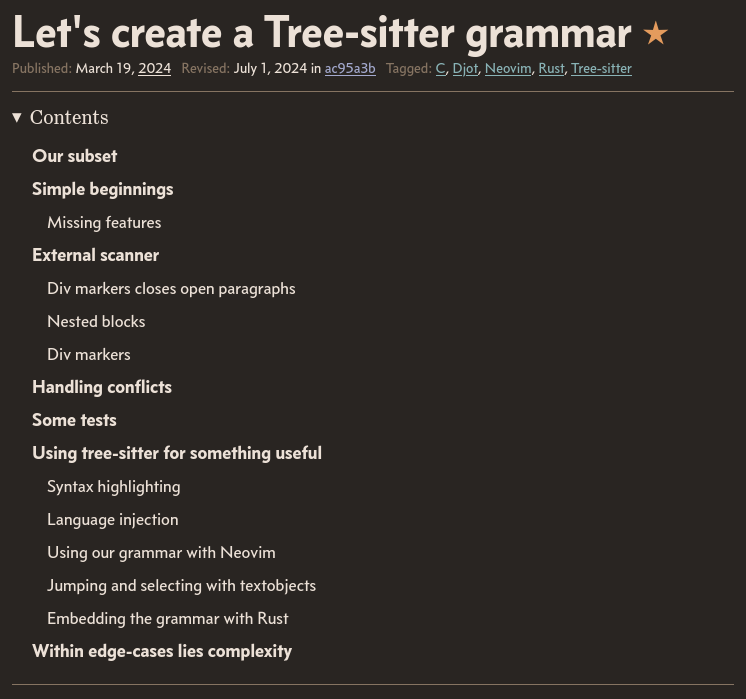 Let's create a Tree-sitter grammar ★
Published: March 19, 2024 Revised: July 1, 2024 in ac95a3b Tagged: C, Djot, Neovim, Rust, Tree-sitter
▼ Contents
Our subset
Simple beginnings
Missing features
External scanner
Div markers closes open paragraphs
Nested blocks
Div markers
Handling conflicts
Some tests
Using tree-sitter for something useful
Syntax highlighting
Language injection
Using our grammar with Neovim
Jumping and selecting with textobjects
Embedding the grammar with Rust
Within edge-cases lies complexity